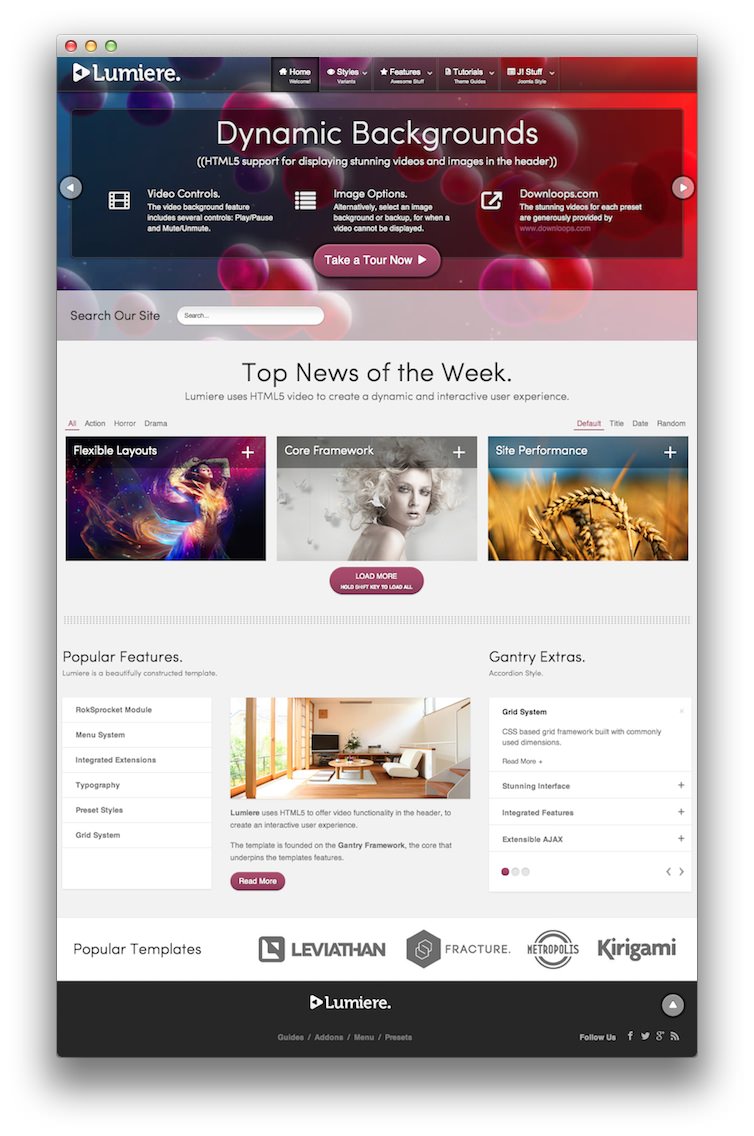 Lumiere.
Home
Welcome!
Styles
Variants
Features
Awesome Stuff
Tutorials
Theme Guides
J! Stuff
Joomla Style
Dynamic Backgrounds
((HTML5 support for displaying stunning videos and images in the header))
Video Controls.
The video background feature
includes several controls: Play/Pause
and Mute/Unmute.
Image Options.
Alternatively, select an image
background or backup, for when a
video cannot be displayed.
Downloops.com
The stunning videos for each preset
are generously provided by
www.downloops.com
Take a Tour Now
Search Our Site
Search...
Top News of the Week.
Lumiere uses HTML5 video to create a dynamic and interactive user experience.
All Action Horror Drama
Default Title Date Random
Flexible Layouts
Core Framework
Site Performance
LOAD MORE
HOLD SHIFT KEY TO LOAD ALL
Popular Features.
Lumiere is a beautifully constructed template.
RokSprocket Module
Menu System
Integrated Extensions
Typography
Preset Styles
Grid System
Lumiere uses HTML5 to offer video functionality in the header, to
create an interactive user experience.
The template is founded on the Gantry Framework, the core that
underpins the templates features.
Read More
Gantry Extras.
Accordion Style.
Grid System
CSS based grid framework built with commonly
used dimensions.
Read More +
Stunning Interface
Integrated Features
Extensible AJAX
Popular Templates
LEVIATHAN
FRACTURE.
METROPOLIS
Kirigami
Lumiere.
Guides / Addons / Menu / Presets
Follow Us